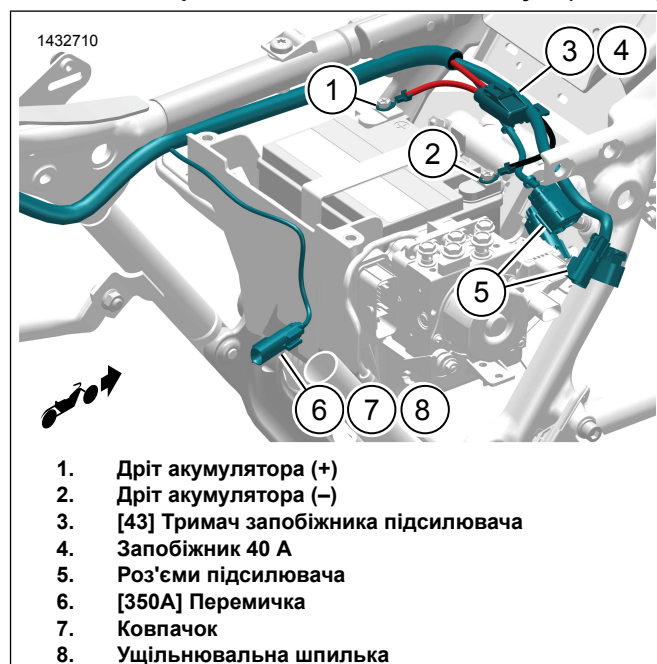 1432710
3 4
1
2
5
6 7 8
1. Дріт акумулятора (+)
2. Дріт акумулятора (–)
3. [43] Тримач запобіжника підсилювача
4. Запобіжник 40 А
5. Роз'єми підсилювача
6. [350A] Перемичка
7. Ковпачок
8. Ущільнювальна шпилька